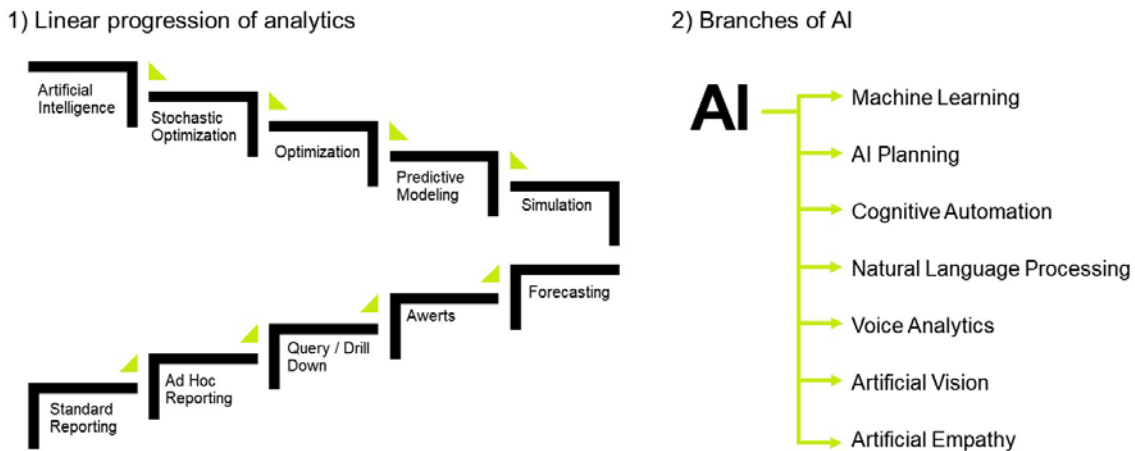 1) Linear progression of analytics
Artificial
Intelligence
Stochastic
Optimization
Optimization
Predictive
Modeling
Simulation
Forecasting
Awerts
Query / Drill
Down
Ad Hoc
Reporting
Standard
Reporting
2) Branches of AI
AI
Machine Learning
AI Planning
Cognitive Automation
Natural Language Processing
Voice Analytics
Artificial Vision
Artificial Empathy